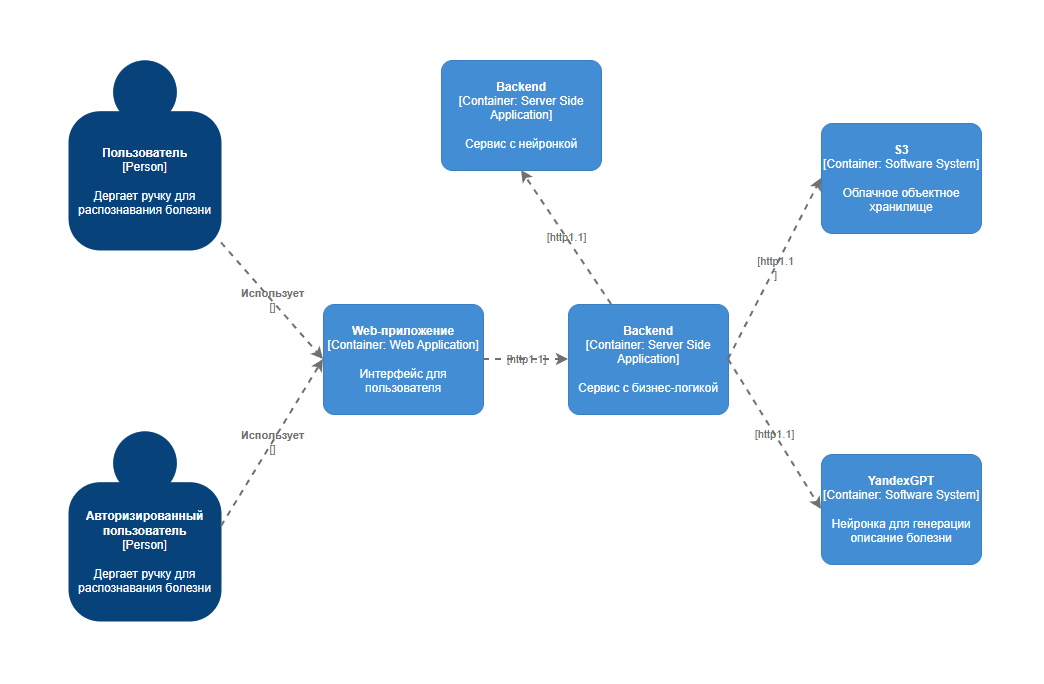 Пользователь
[Person]
Дергает ручку для
распознавания болезни
Использует
[]
Авторизированный
пользователь
[Person]
Дергает ручку для
распознавания болезни
Использует
[]
Web-приложение
[Container: Web Application]
Интерфейс для
пользователя
[http1.1]
Backend
[Container: Server Side
Application]
Сервис с нейронкой
[http1.1]
Backend
[Container: Server Side
Application]
Сервис с бизнес-логикой
[http1.1
]
S3
[Container: Software System]
Облачное объектное
хранилище
[http1.1]
YandexGPT
[Container: Software System]
Нейронка для генерации
описание болезни